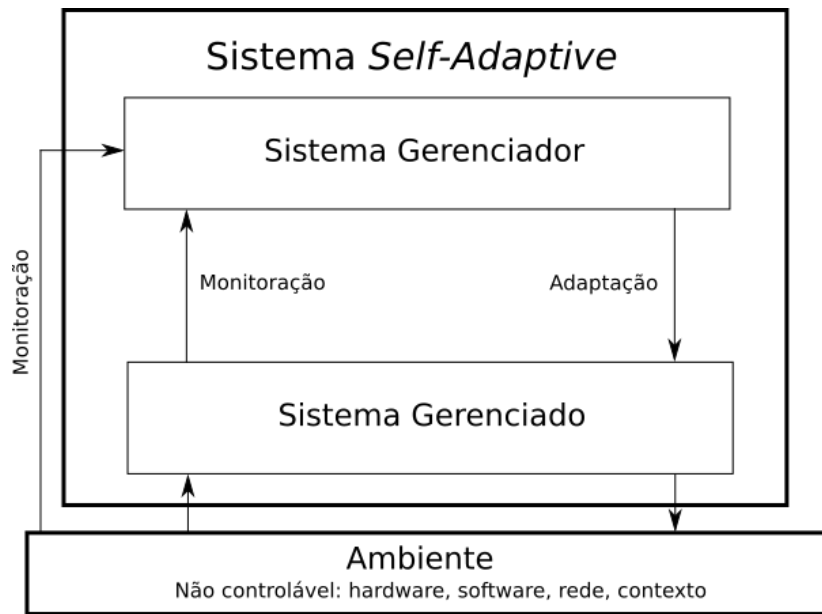 Sistema Self-Adaptive
Sistema Gerenciador
Monitoração
Monitoração
Adaptação
Sistema Gerenciado
Ambiente
Não controlável: hardware, software, rede, contexto